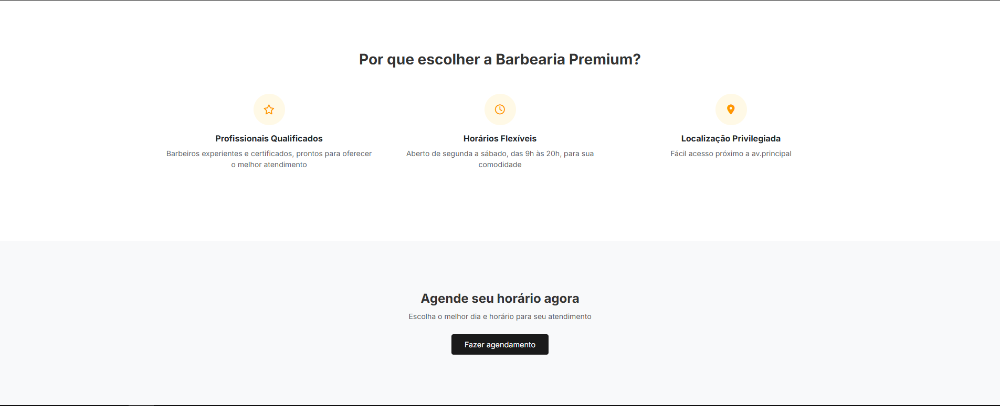 Por que escolher a Barbearia Premium?
Profissionais Qualificados
Barbeiros experientes e certificados, prontos para oferecer
o melhor atendimento
Horários Flexíveis
Aberto de segunda a sábado, das 9h às 20h, para sua
comodidade
Localização Privilegiada
Fácil acesso próximo a av.principal
Agende seu horário agora
Escolha o melhor dia e horário para seu atendimento
Fazer agendamento